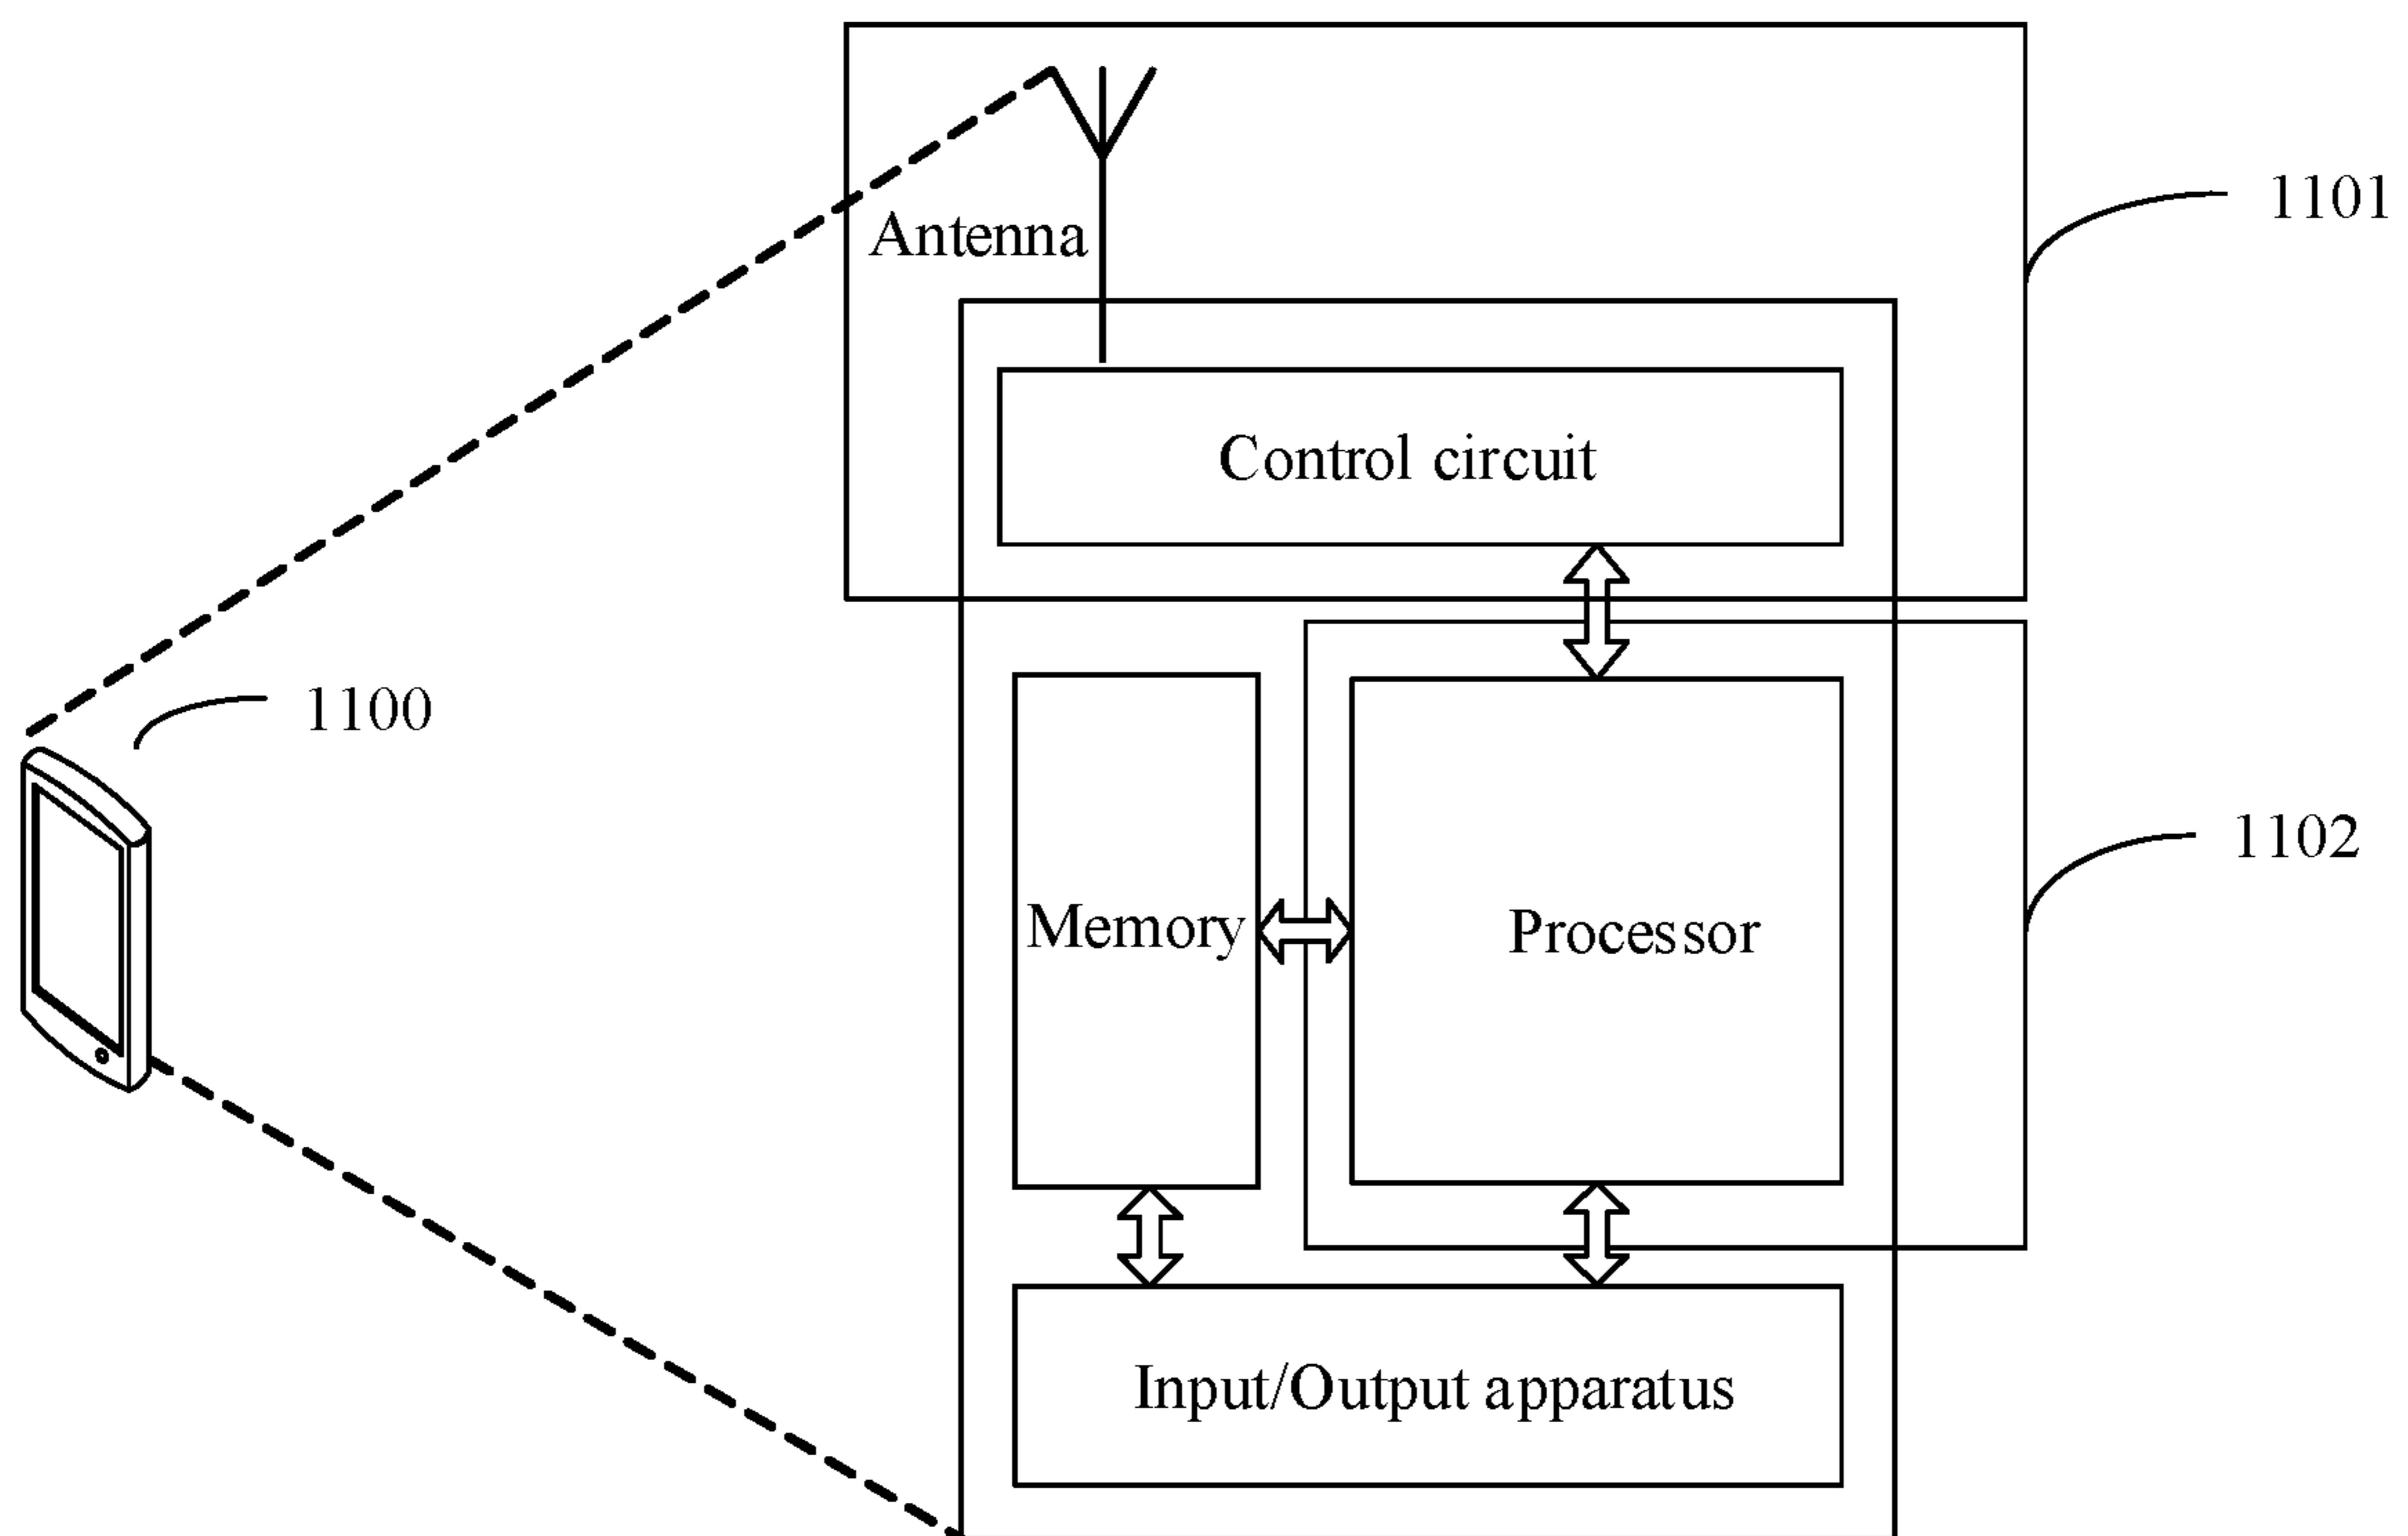 1101
Antenna
Control circuit
1100
1102
Memory
Processor
Input/Output apparatus